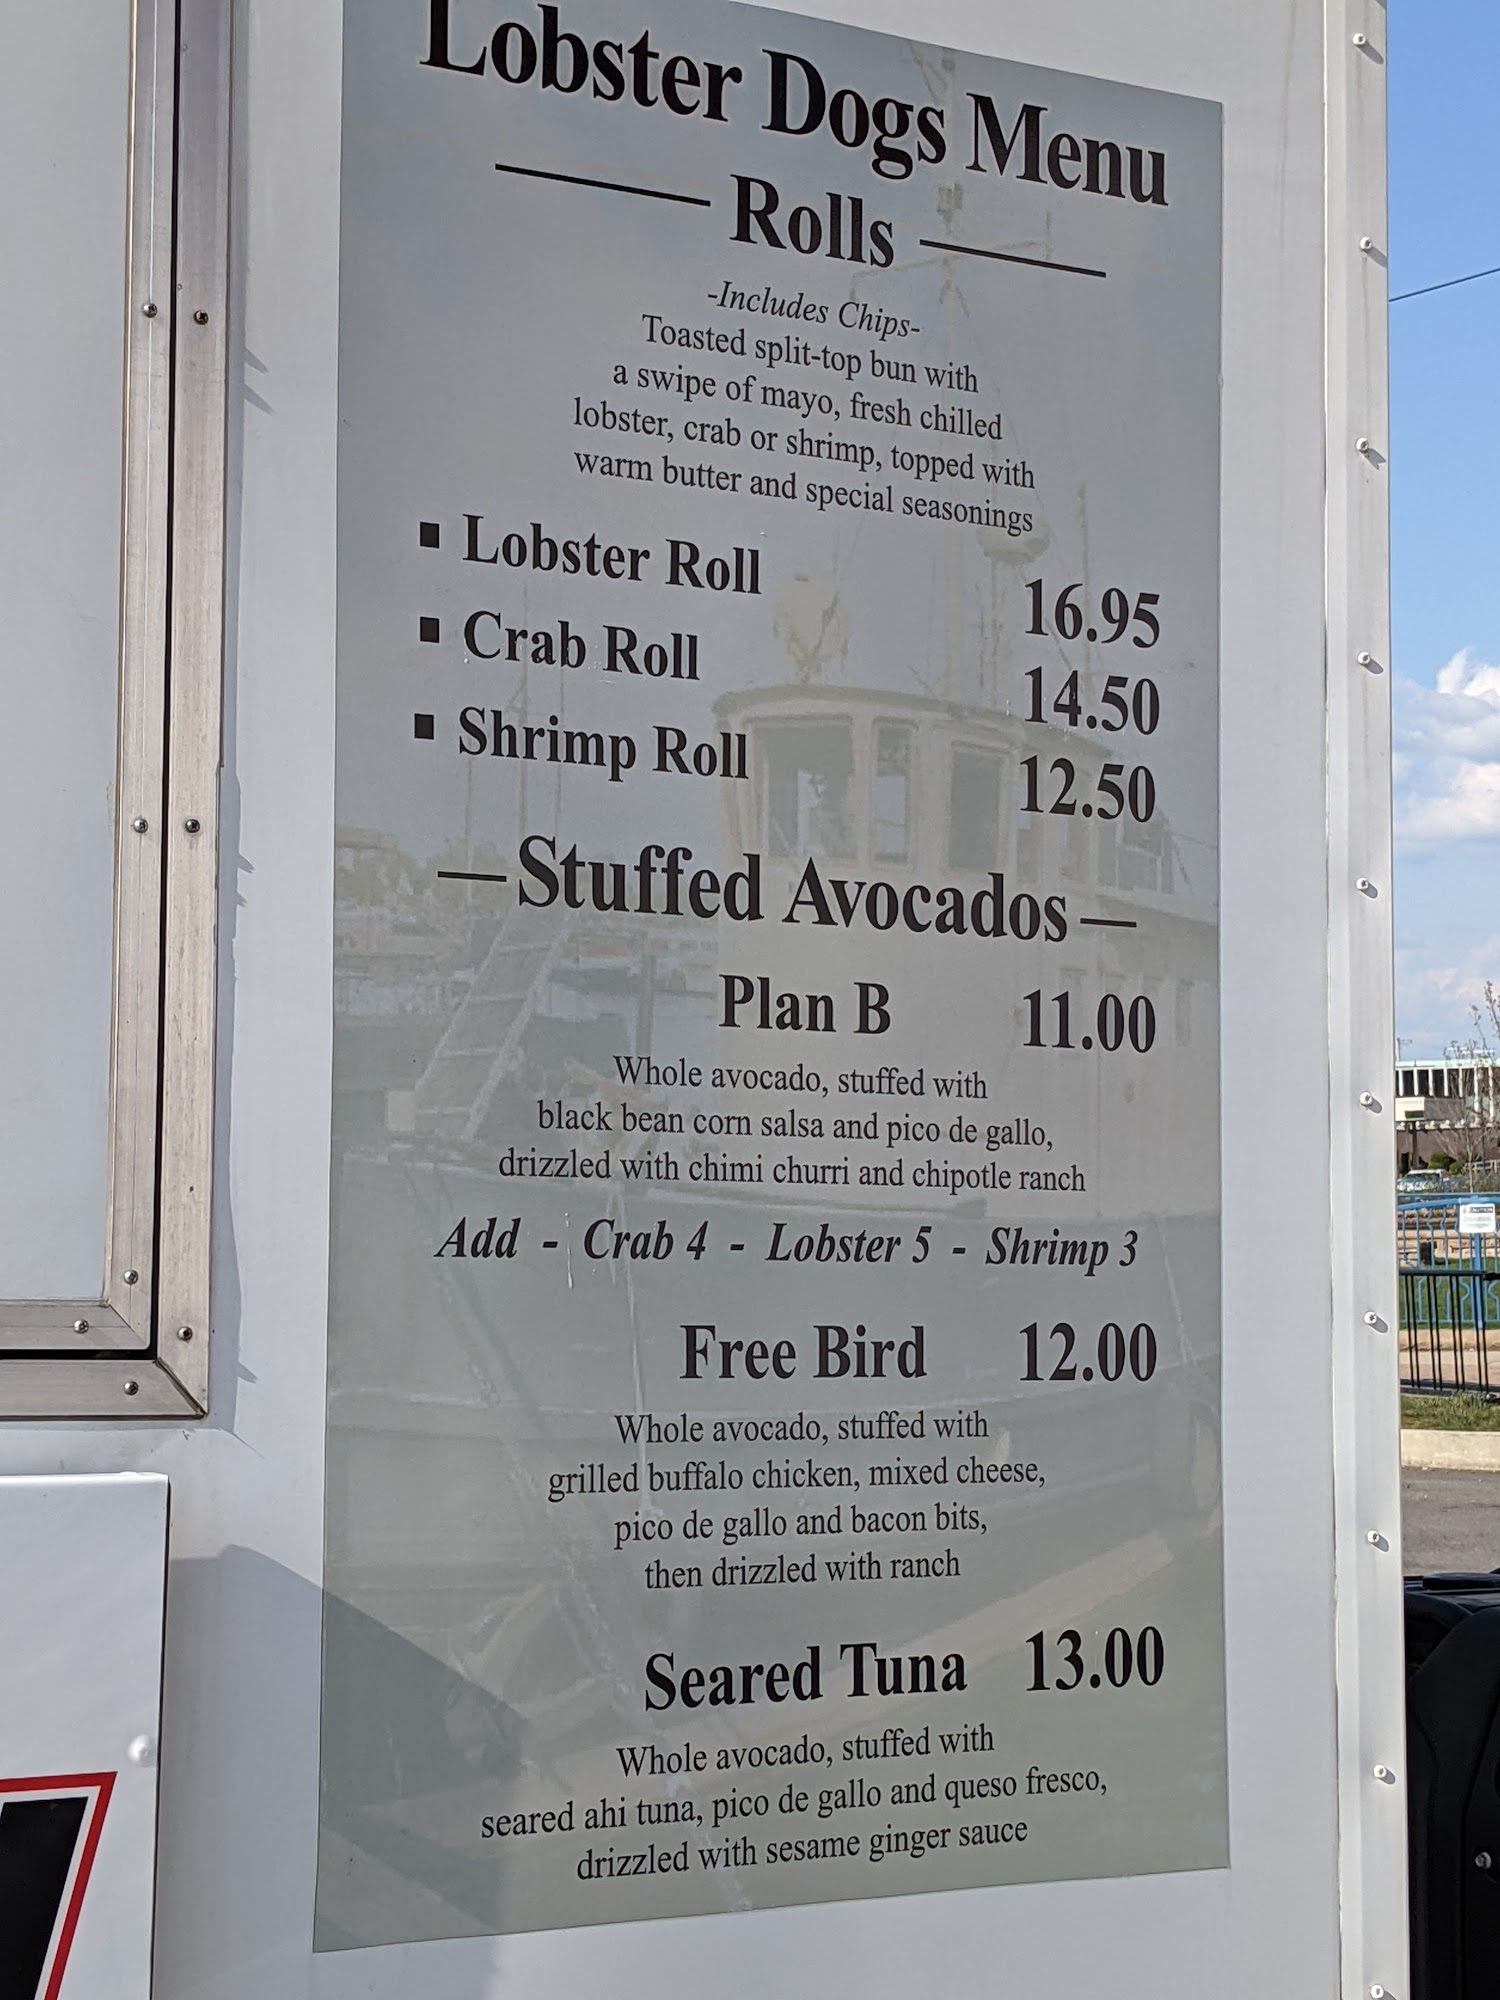 Lobster Dogs Menu
Rolls
-Includes Chips-
Toasted split-top bun with
a swipe of mayo, fresh chilled
lobster, crab or shrimp, topped with
warm butter and special seasonings
▪ Lobster Roll 16.95
▪ Crab Roll 14.50
▪ Shrimp Roll 12.50
—Stuffed Avocados—
Plan B 11.00
Whole avocado, stuffed with
black bean corn salsa and pico de gallo,
drizzled with chimi churri and chipotle ranch
Add - Crab 4 - Lobster 5 - Shrimp 3
Free Bird 12.00
Whole avocado, stuffed with
grilled buffalo chicken, mixed cheese,
pico de gallo and bacon bits,
then drizzled with ranch
Seared Tuna 13.00
Whole avocado, stuffed with
seared ahi tuna, pico de gallo and queso fresco,
drizzled with sesame ginger sauce